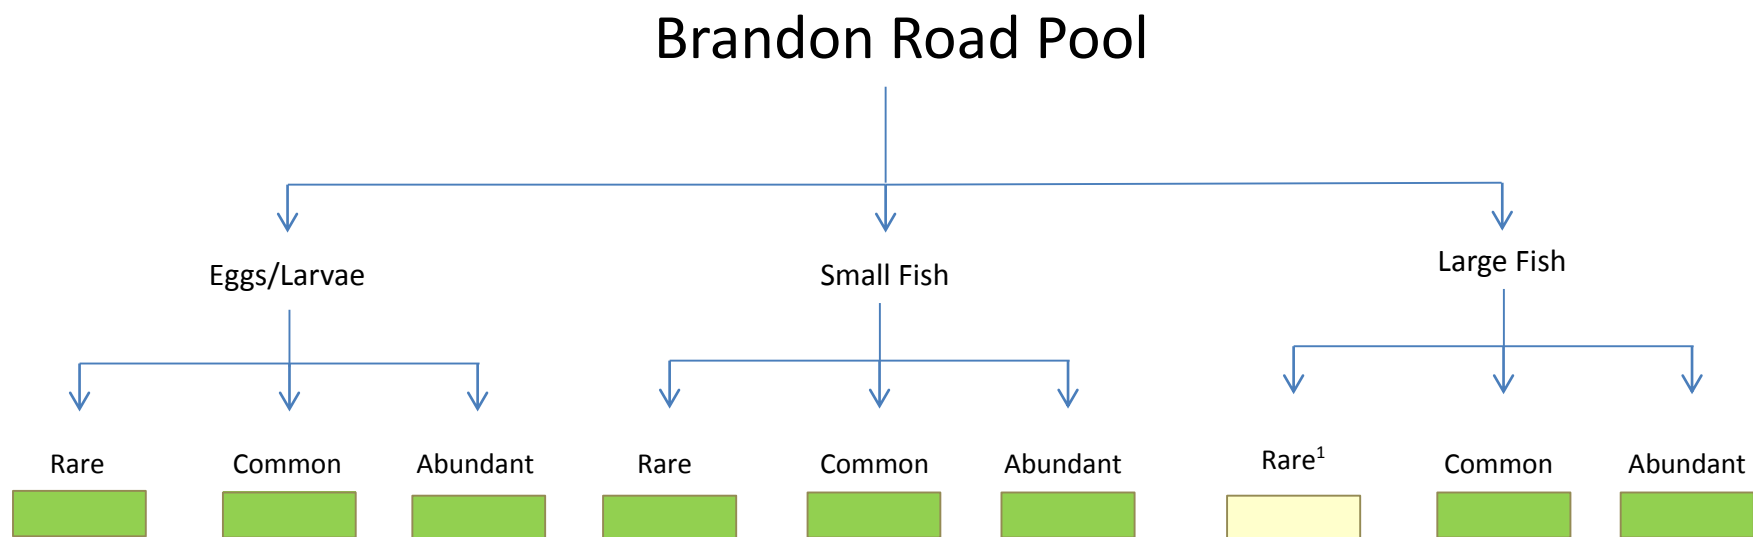 Brandon Road Pool
Eggs/Larvae
Small Fish
Large Fish
Rare
Common
Abundant
Rare
Common
Abundant
Rare¹
Common
Abundant